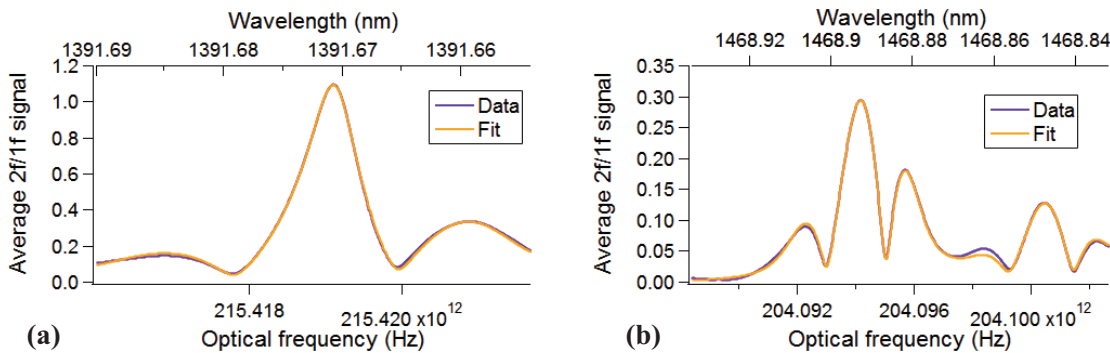 Wavelength (nm)
1391.69 1391.68 1391.67 1391.66
Average 2f/1f signal
1.2
1.0
0.8
0.6
0.4
0.2
0.0
Data
Fit
215.418 215.420 x10^12
Optical frequency (Hz)
(a)
Wavelength (nm)
1468.92 1468.9 1468.88 1468.86 1468.84
Average 2f/1f signal
0.35
0.30
0.25
0.20
0.15
0.10
0.05
0.00
Data
Fit
204.092 204.096 204.100 x10^12
Optical frequency (Hz)
(b)